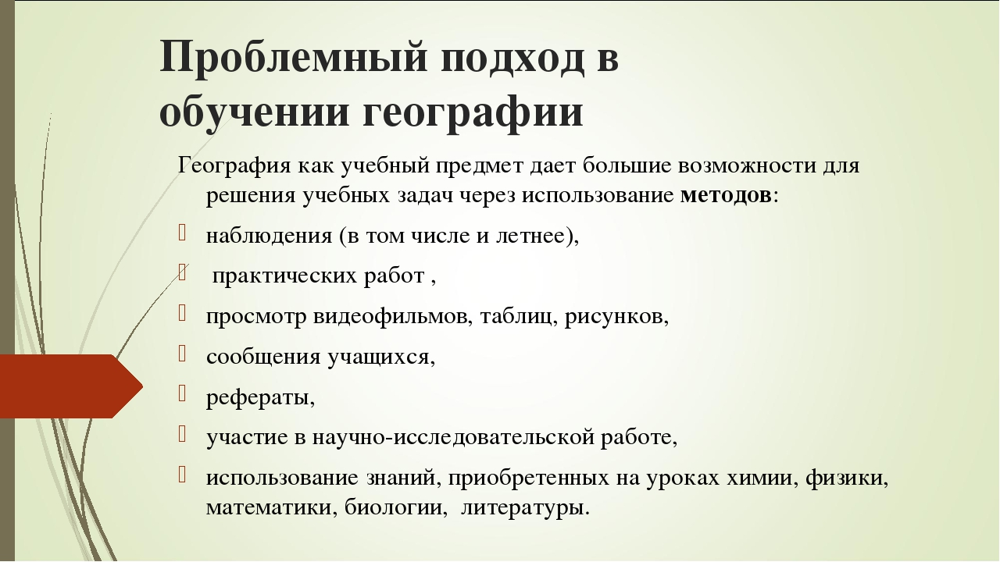 Проблемный подход в
обучении географии
География как учебный предмет дает большие возможности для
решения учебных задач через использование методов:
наблюдения (в том числе и летнее),
практических работ ,
просмотр видеофильмов, таблиц, рисунков,
сообщения учащихся,
рефераты,
участие в научно-исследовательской работе,
использование знаний, приобретенных на уроках химии, физики,
математики, биологии,  литературы.